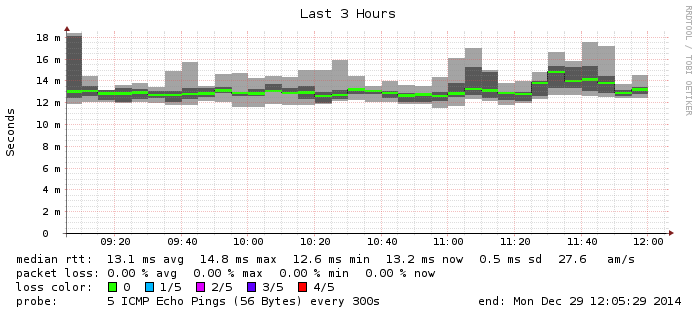 Last 3 Hours
RRDTOOL / TOBI OETIKER
Seconds
18 m
16 m
14 m
12 m
10 m
8 m
6 m
4 m
2 m
0
09:20 09:40 10:00 10:20 10:40 11:00 11:20 11:40 12:00
median rtt: 13.1 ms avg 14.8 ms max 12.6 ms min 13.2 ms now 0.5 ms sd 27.6 am/s
packet loss: 0.00 % avg 0.00 % max 0.00 % min 0.00 % now
loss color: 0 1/5 2/5 3/5 4/5
probe: 5 ICMP Echo Pings (56 Bytes) every 300s end: Mon Dec 29 12:05:29 2014